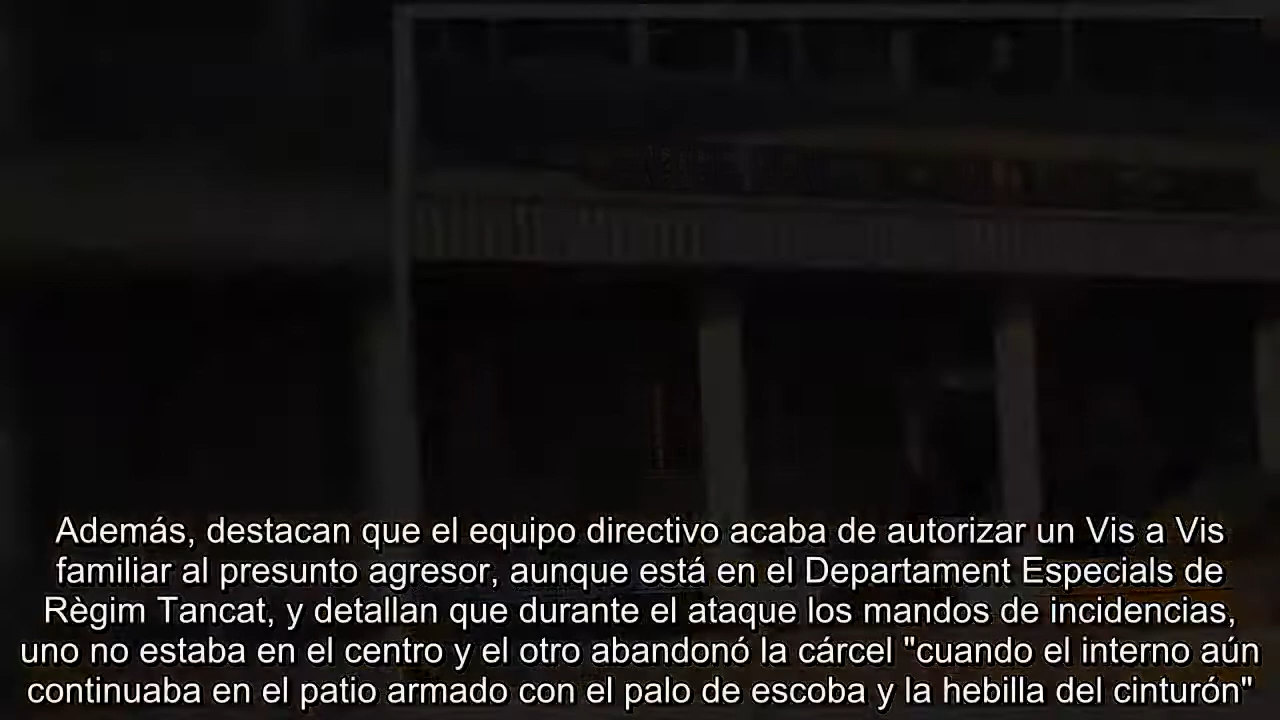 Además, destacan que el equipo directivo acaba de autorizar un Vis a Vis
familiar al presunto agresor, aunque está en el Departament Especials de
Règim Tancat, y detallan que durante el ataque los mandos de incidencias,
uno no estaba en el centro y el otro abandonó la cárcel "cuando el interno aún
continuaba en el patio armado con el palo de escoba y la hebilla del cinturón"